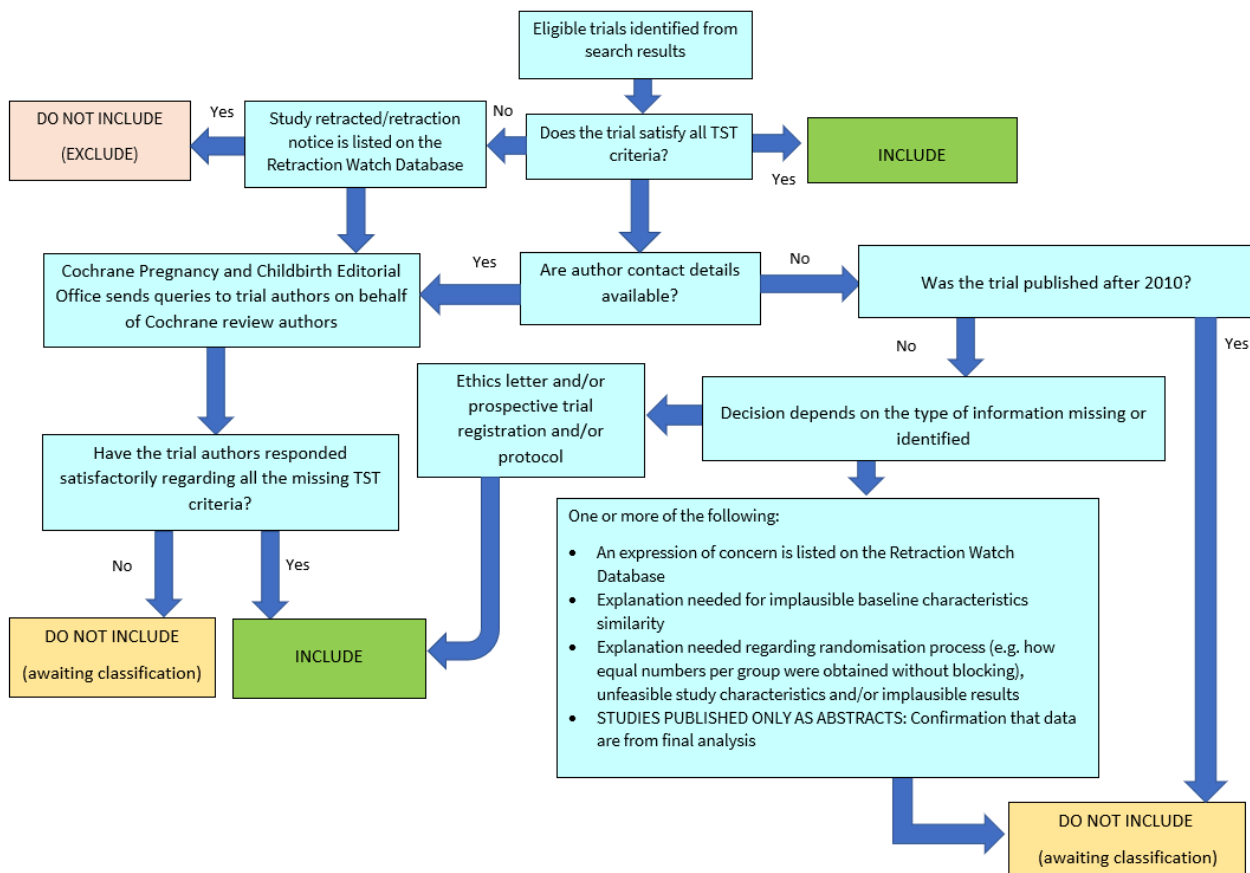 Eligible trials identified from
search results
DO NOT INCLUDE
(EXCLUDE)
Yes
Study retracted/retraction
notice is listed on the
Retraction Watch Database
No
Does the trial satisfy all TST
criteria?
Yes
INCLUDE
Cochrane Pregnancy and Childbirth Editorial
Office sends queries to trial authors on behalf
of Cochrane review authors
Yes
Are author contact details
available?
No
Was the trial published after 2010?
No
Yes
Ethics letter and/or
prospective trial
registration and/or
protocol
Decision depends on the type of information missing or
identified
Have the trial authors responded
satisfactorily regarding all the missing TST
criteria?
No
Yes
DO NOT INCLUDE
(awaiting classification)
INCLUDE
One or more of the following:
• An expression of concern is listed on the Retraction Watch
Database
• Explanation needed for implausible baseline characteristics
similarity
• Explanation needed regarding randomisation process (e.g. how
equal numbers per group were obtained without blocking),
unfeasible study characteristics and/or implausible results
• STUDIES PUBLISHED ONLY AS ABSTRACTS: Confirmation that data
are from final analysis
DO NOT INCLUDE
(awaiting classification)